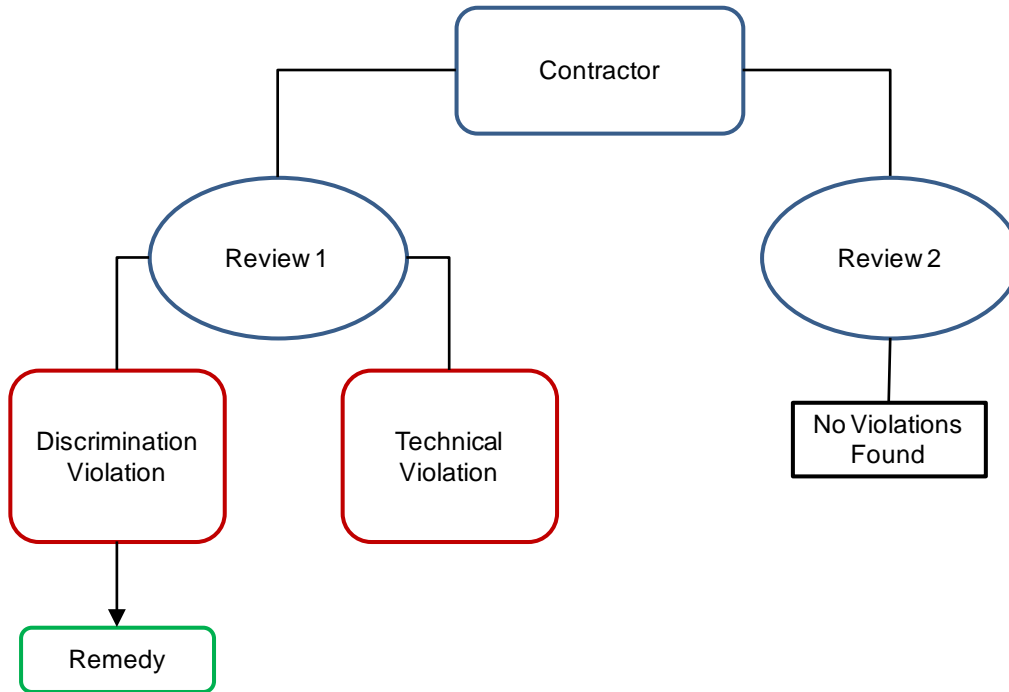 Contractor
Review 1
Review 2
Discrimination
Violation
Technical
Violation
No Violations
Found
Remedy